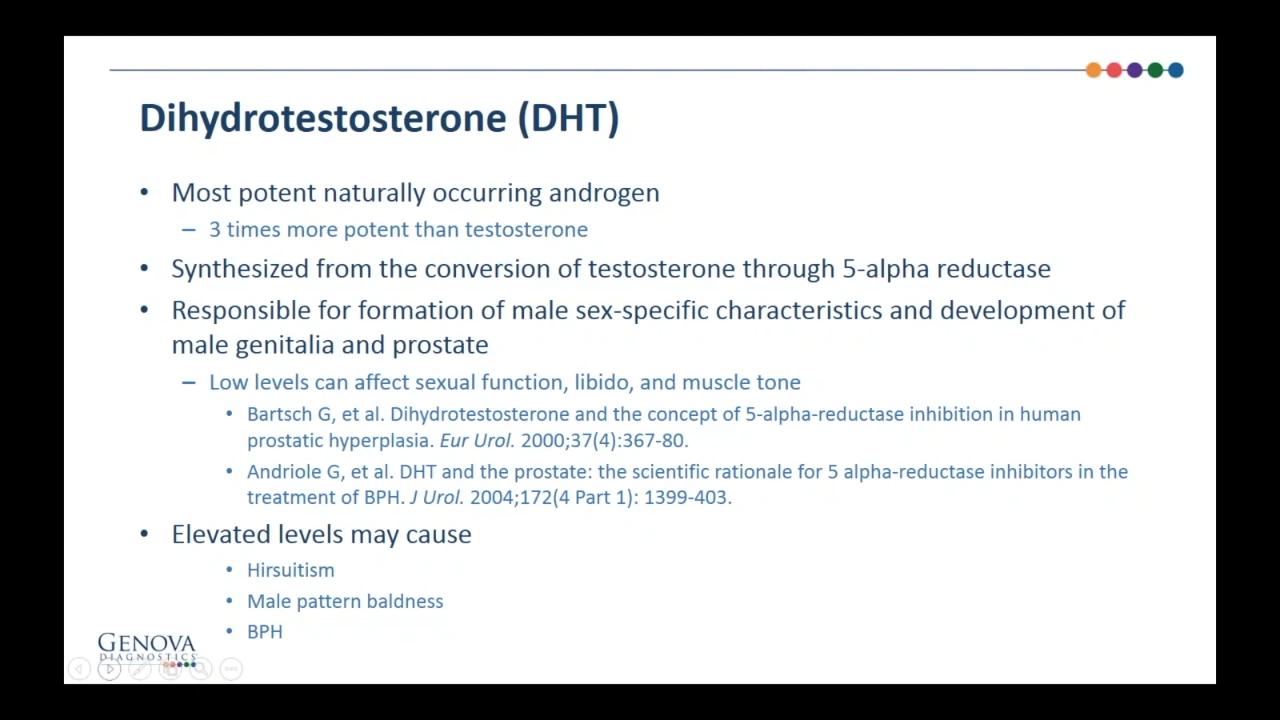 Dihydrotestosterone (DHT)
• Most potent naturally occurring androgen
– 3 times more potent than testosterone
• Synthesized from the conversion of testosterone through 5-alpha reductase
• Responsible for formation of male sex-specific characteristics and development of
male genitalia and prostate
– Low levels can affect sexual function, libido, and muscle tone
• Bartsch G, et al. Dihydrotestosterone and the concept of 5-alpha-reductase inhibition in human
prostatic hyperplasia. Eur Urol. 2000;37(4):367-80.
• Andriole G, et al. DHT and the prostate: the scientific rationale for 5 alpha-reductase inhibitors in the
treatment of BPH. J Urol. 2004;172(4 Part 1): 1399-403.
• Elevated levels may cause
• Hirsuitism
• Male pattern baldness
• BPH
GENOVA
DIAGNOSTICS